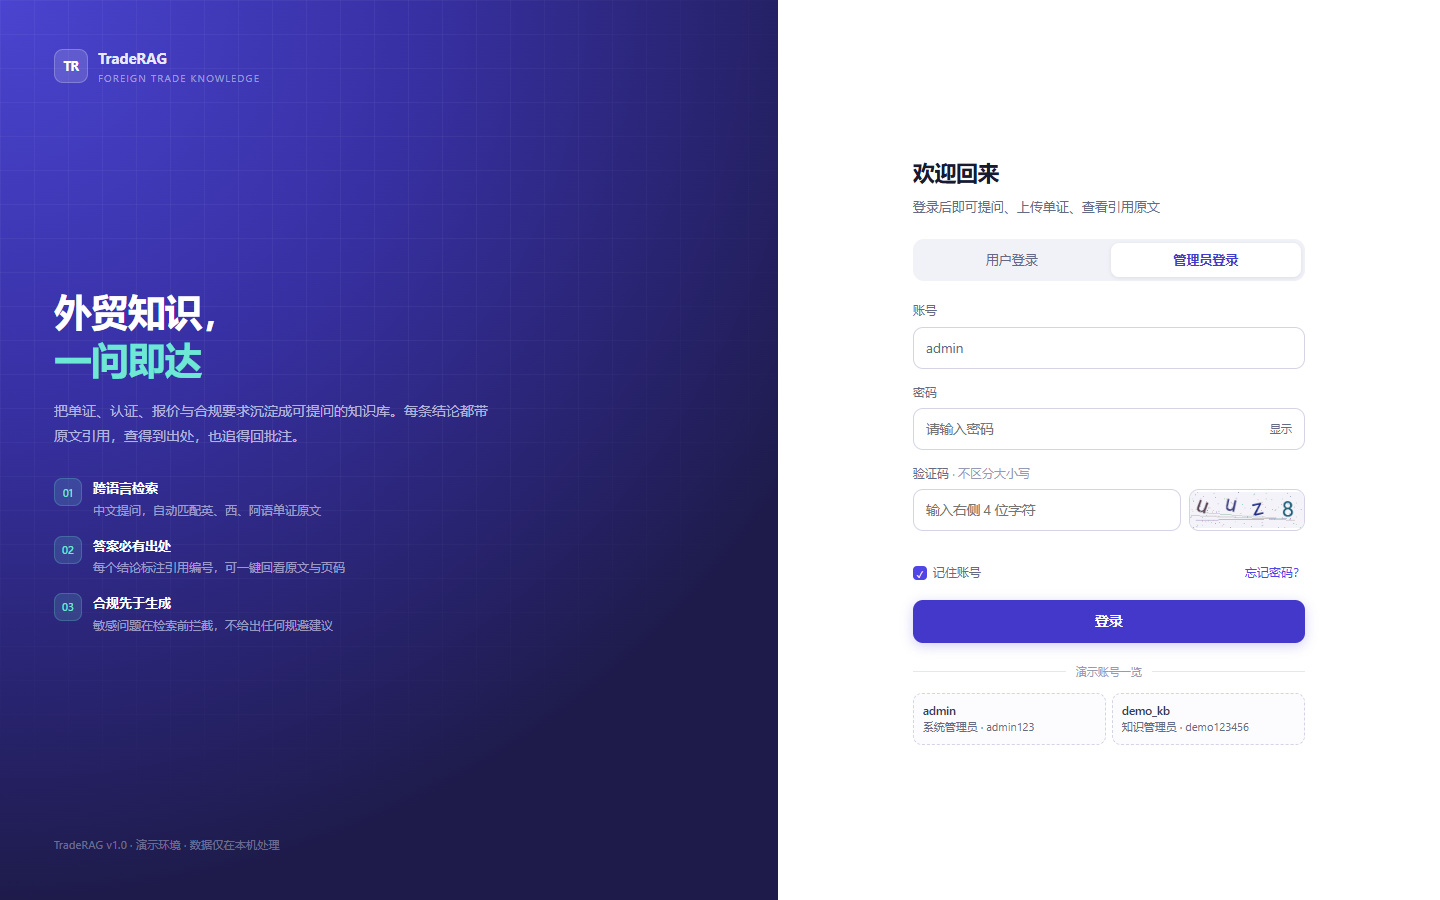 TR
TradeRAG
FOREIGN TRADE KNOWLEDGE
外贸知识，
一问即达
把单证、认证、报价与合规要求沉淀成可提问的知识库。每条结论都带
原文引用，查得到出处，也追得回批注。
01
跨语言检索
中文提问，自动匹配英、西、阿语单证原文
02
答案必有出处
每个结论标注引用编号，可一键回看原文与页码
03
合规先于生成
敏感问题在检索前拦截，不给出任何规避建议
TradeRAG v1.0 · 演示环境 · 数据仅在本机处理
欢迎回来
登录后即可提问、上传单证、查看引用原文
用户登录
管理员登录
账号
admin
密码
请输入密码
显示
验证码 · 不区分大小写
输入右侧 4 位字符
u u z 8
记住账号
忘记密码?
登录
演示账号一览
admin
系统管理员 · admin123
demo_kb
知识管理员 · demo123456